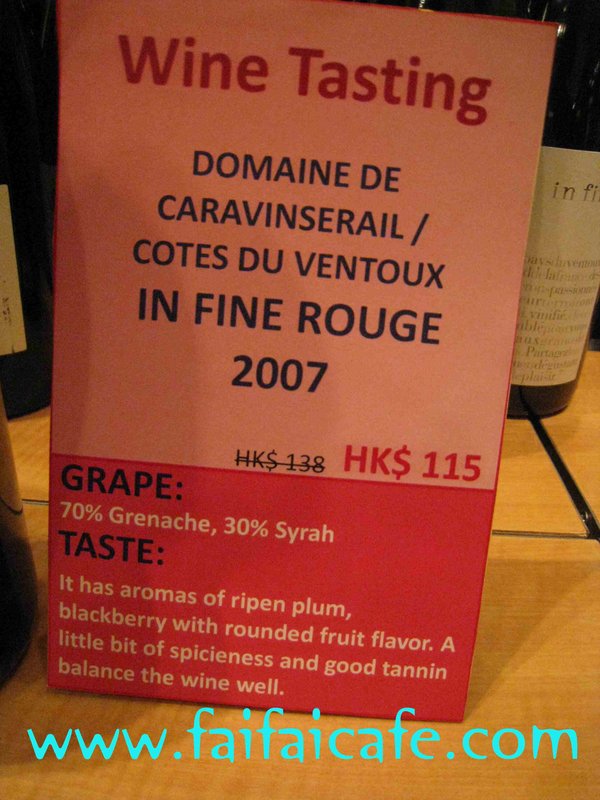 Wine Tasting
DOMAINE DE
CARAVINSERAIL /
COTES DU VENTOUX
IN FINE ROUGE
2007
HK$ 138 HK$ 115
GRAPE:
70% Grenache, 30% Syrah
TASTE:
It has aromas of ripen plum,
blackberry with rounded fruit flavor. A
little bit of spicieness and good tannin
balance the wine well.
in fi
www.faifaicafe.com